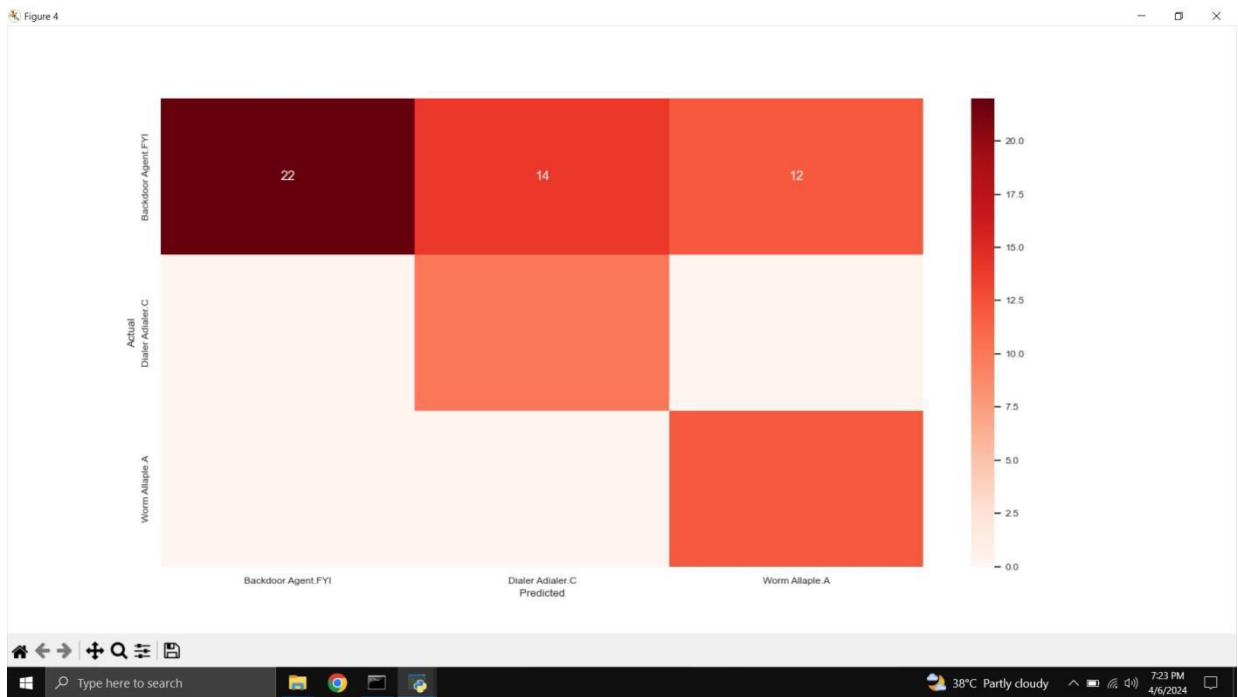 Figure 4
Backdoor Agent.FYI
22
14
12
20.0
17.5
15.0
12.5
10.0
7.5
5.0
2.5
0.0
Actual
Dialer Adialer.C
Worm Allaple.A
Backdoor Agent.FYI
Dialer Adialer.C
Worm Allaple.A
Predicted
Type here to search
38°C Partly cloudy
7:23 PM
4/6/2024